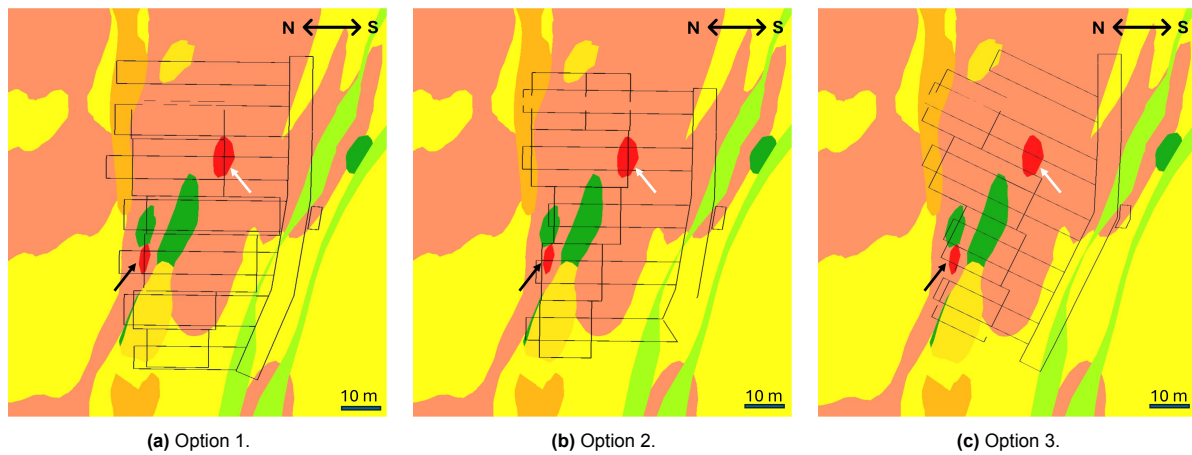 N S
N S
N S
10 m
10 m
10 m
(a) Option 1.
(b) Option 2.
(c) Option 3.